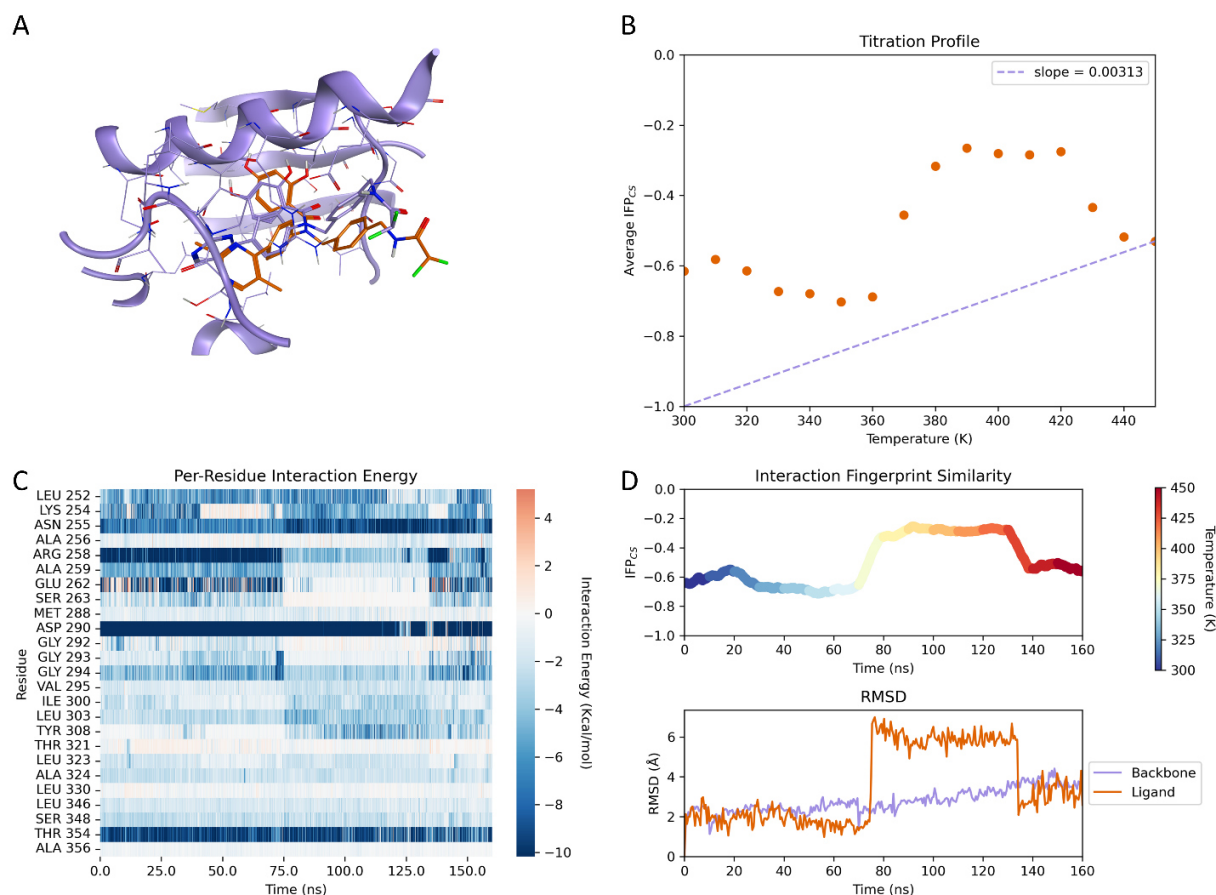 A
B
Titration Profile
slope = 0.00313
Average IFP_CS
0.0
−0.2
−0.4
−0.6
−0.8
−1.0
300 320 340 360 380 400 420 440
Temperature (K)
C
Per-Residue Interaction Energy
Residue
LEU 252
LYS 254
ASN 255
ALA 256
ARG 258
ALA 259
GLU 262
SER 263
MET 288
ASP 290
GLY 292
GLY 293
GLY 294
VAL 295
ILE 300
LEU 303
TYR 308
THR 321
LEU 323
ALA 324
LEU 330
LEU 346
SER 348
THR 354
ALA 356
0.0 25.0 50.0 75.0 100.0 125.0 150.0
Time (ns)
4
2
0
−2
−4
−6
−8
−10
Interaction Energy (Kcal/mol)
D
Interaction Fingerprint Similarity
IFP_CS
0.0
−0.2
−0.4
−0.6
−0.8
−1.0
0 20 40 60 80 100 120 140 160
Time (ns)
450
425
400
375
350
325
300
Temperature (K)
RMSD
RMSD (Å)
6
4
2
0
0 20 40 60 80 100 120 140 160
Time (ns)
Backbone
Ligand